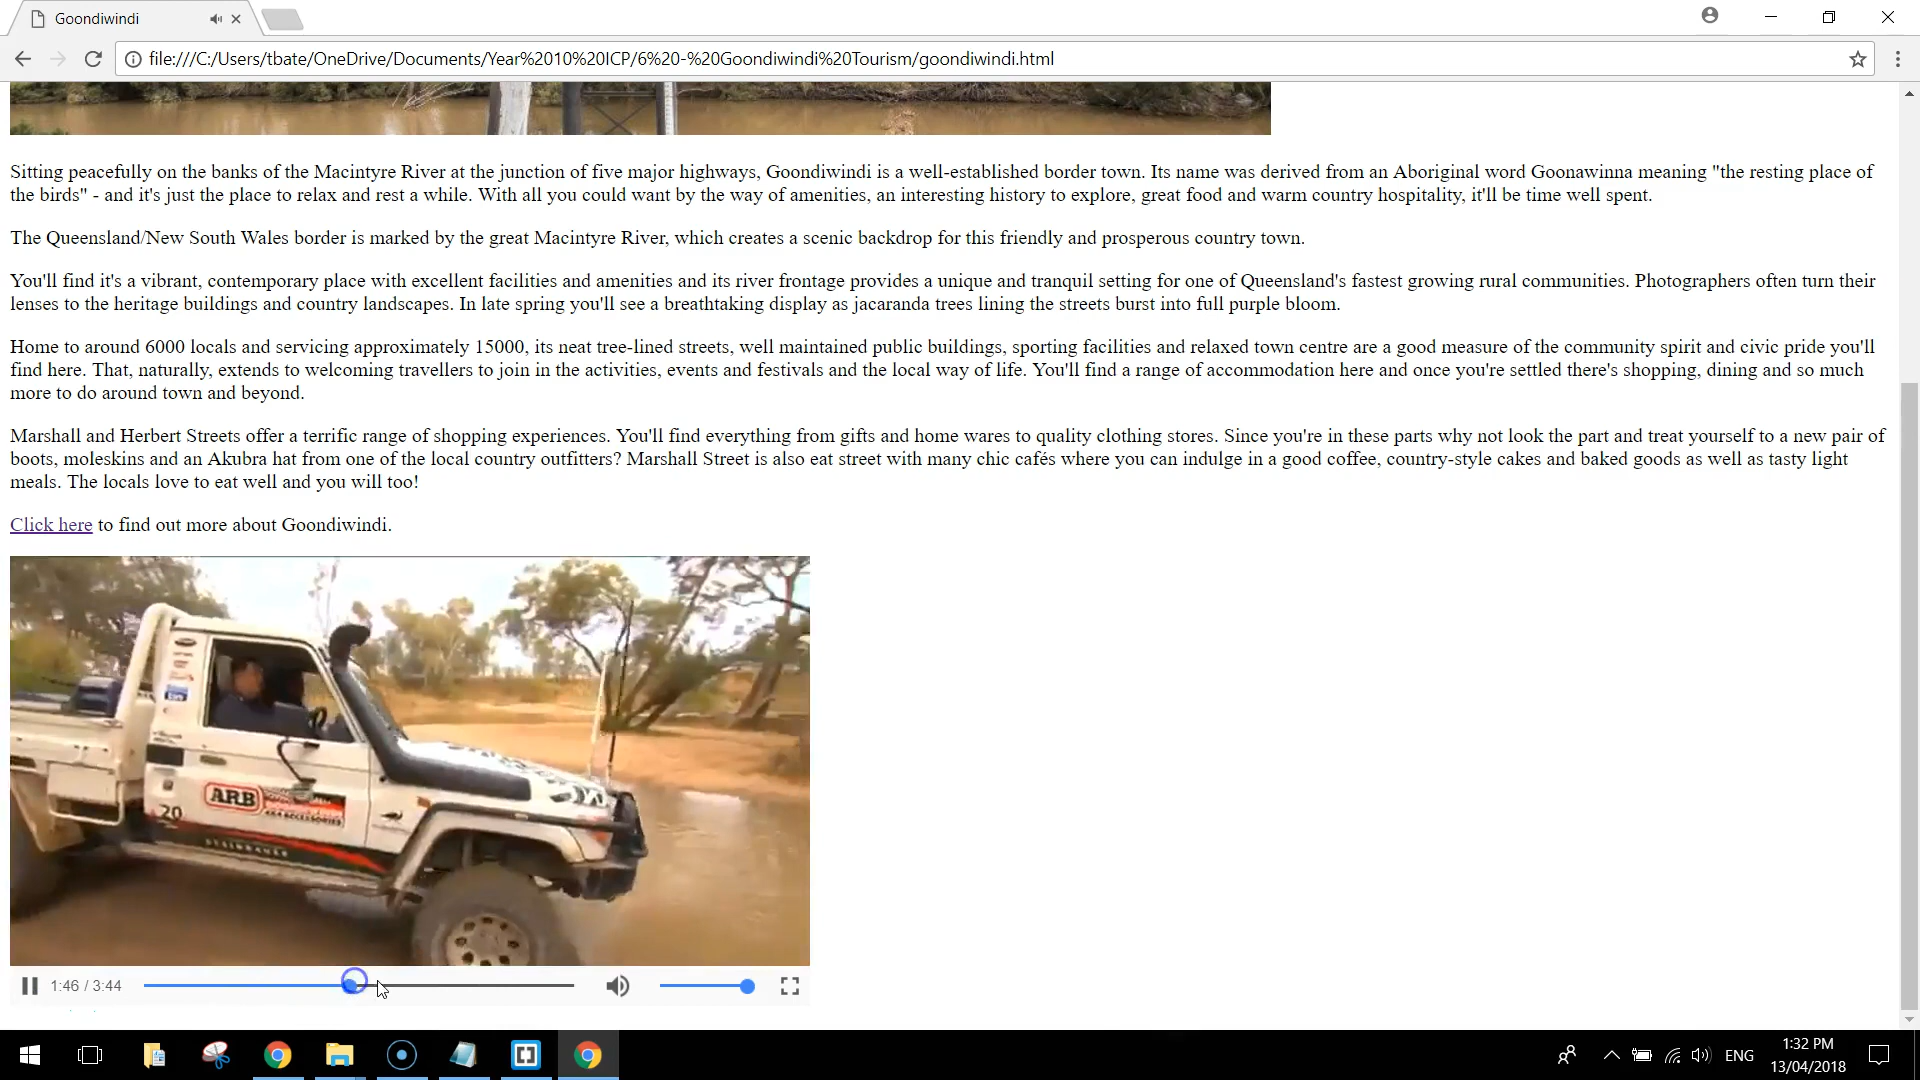 Goondiwindi
file:///C:/Users/tbate/OneDrive/Documents/Year%2010%20ICP/6%20-%20Goondiwindi%20Tourism/goondiwindi.html
Sitting peacefully on the banks of the Macintyre River at the junction of five major highways, Goondiwindi is a well-established border town. Its name was derived from an Aboriginal word Goonawinna meaning "the resting place of
the birds" - and it's just the place to relax and rest a while. With all you could want by the way of amenities, an interesting history to explore, great food and warm country hospitality, it'll be time well spent.
The Queensland/New South Wales border is marked by the great Macintyre River, which creates a scenic backdrop for this friendly and prosperous country town.
You'll find it's a vibrant, contemporary place with excellent facilities and amenities and its river frontage provides a unique and tranquil setting for one of Queensland's fastest growing rural communities. Photographers often turn their
lenses to the heritage buildings and country landscapes. In late spring you'll see a breathtaking display as jacaranda trees lining the streets burst into full purple bloom.
Home to around 6000 locals and servicing approximately 15000, its neat tree-lined streets, well maintained public buildings, sporting facilities and relaxed town centre are a good measure of the community spirit and civic pride you'll
find here. That, naturally, extends to welcoming travellers to join in the activities, events and festivals and the local way of life. You'll find a range of accommodation here and once you're settled there's shopping, dining and so much
more to do around town and beyond.
Marshall and Herbert Streets offer a terrific range of shopping experiences. You'll find everything from gifts and home wares to quality clothing stores. Since you're in these parts why not look the part and treat yourself to a new pair of
boots, moleskins and an Akubra hat from one of the local country outfitters? Marshall Street is also eat street with many chic cafés where you can indulge in a good coffee, country-style cakes and baked goods as well as tasty light
meals. The locals love to eat well and you will too!
Click here to find out more about Goondiwindi.
ARB
4X4 ACCESSORIES
20
1:46 / 3:44
ENG
1:32 PM
13/04/2018